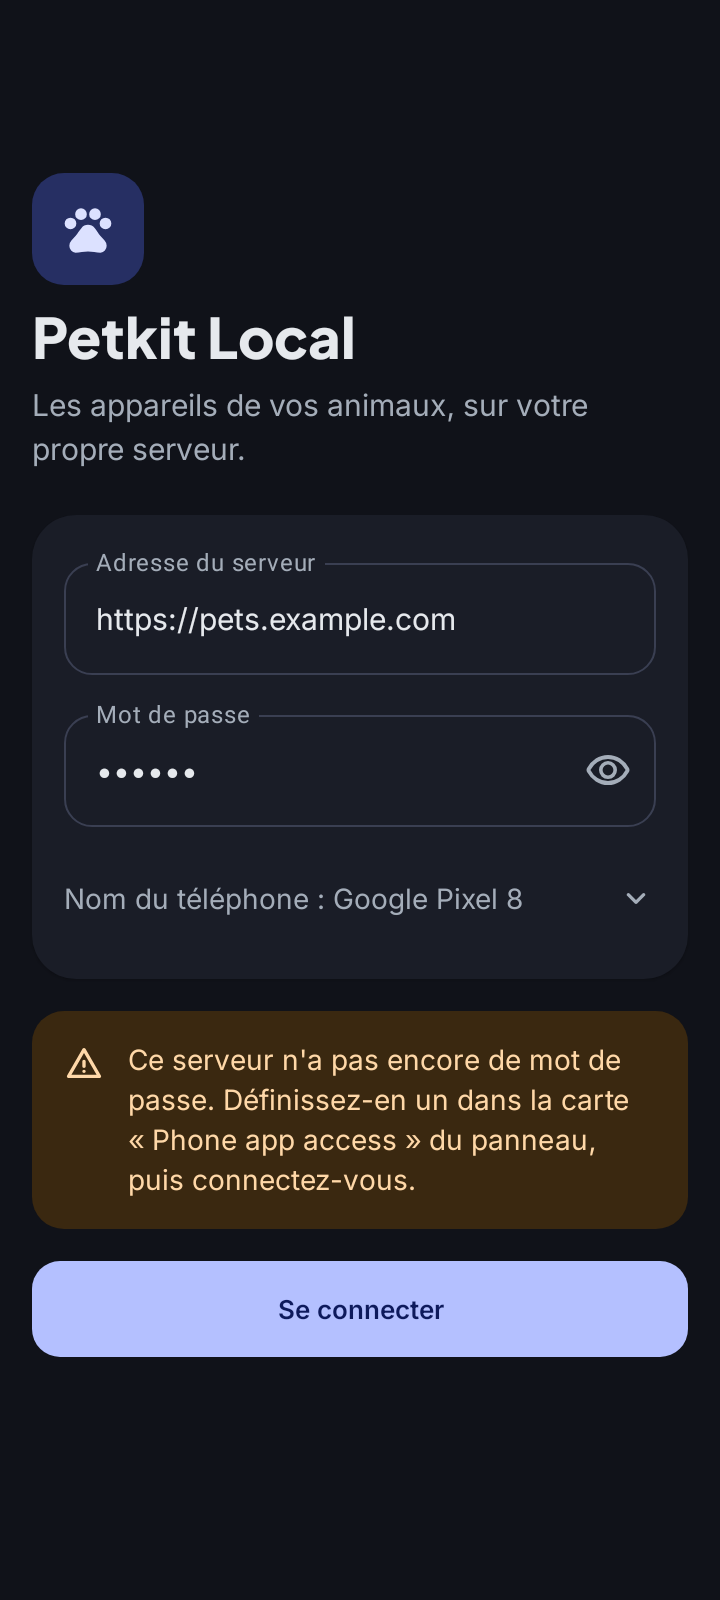 Petkit Local
Les appareils de vos animaux, sur votre
propre serveur.
Adresse du serveur
https://pets.example.com
Mot de passe
••••••
Nom du téléphone : Google Pixel 8
Ce serveur n'a pas encore de mot de
passe. Définissez-en un dans la carte
« Phone app access » du panneau,
puis connectez-vous.
Se connecter